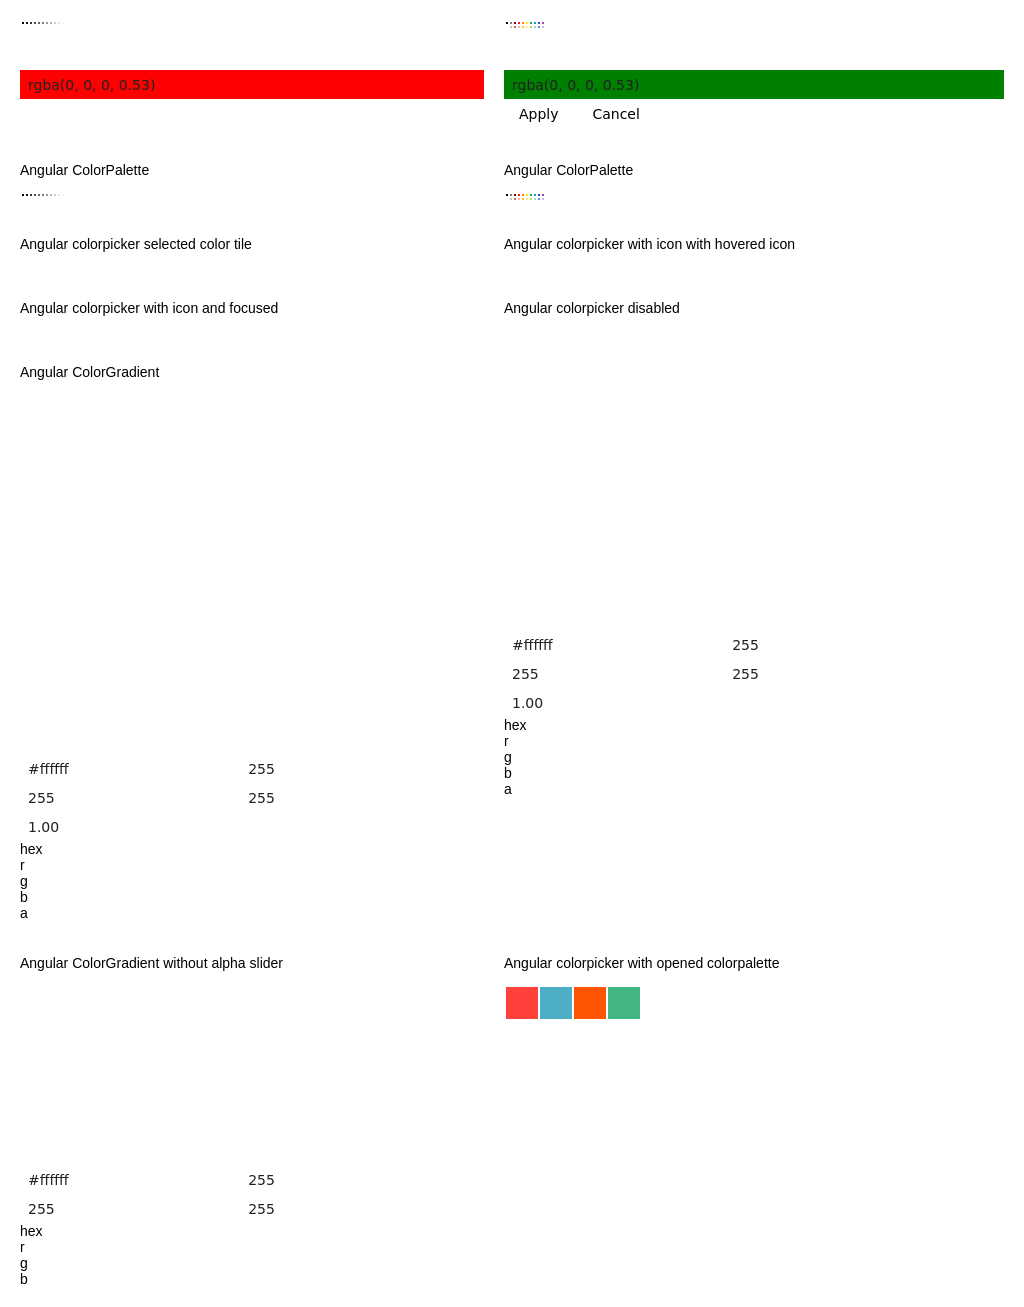 rgba(0, 0, 0, 0.53)
rgba(0, 0, 0, 0.53)
Apply Cancel
Angular ColorPalette
Angular ColorPalette
Angular colorpicker selected color tile
Angular colorpicker with icon with hovered icon
Angular colorpicker with icon and focused
Angular colorpicker disabled
Angular ColorGradient
#ffffff 255
255 255
1.00
hex
r
g
b
a
#ffffff 255
255 255
1.00
hex
r
g
b
a
Angular ColorGradient without alpha slider
Angular colorpicker with opened colorpalette
#ffffff 255
255 255
hex
r
g
b